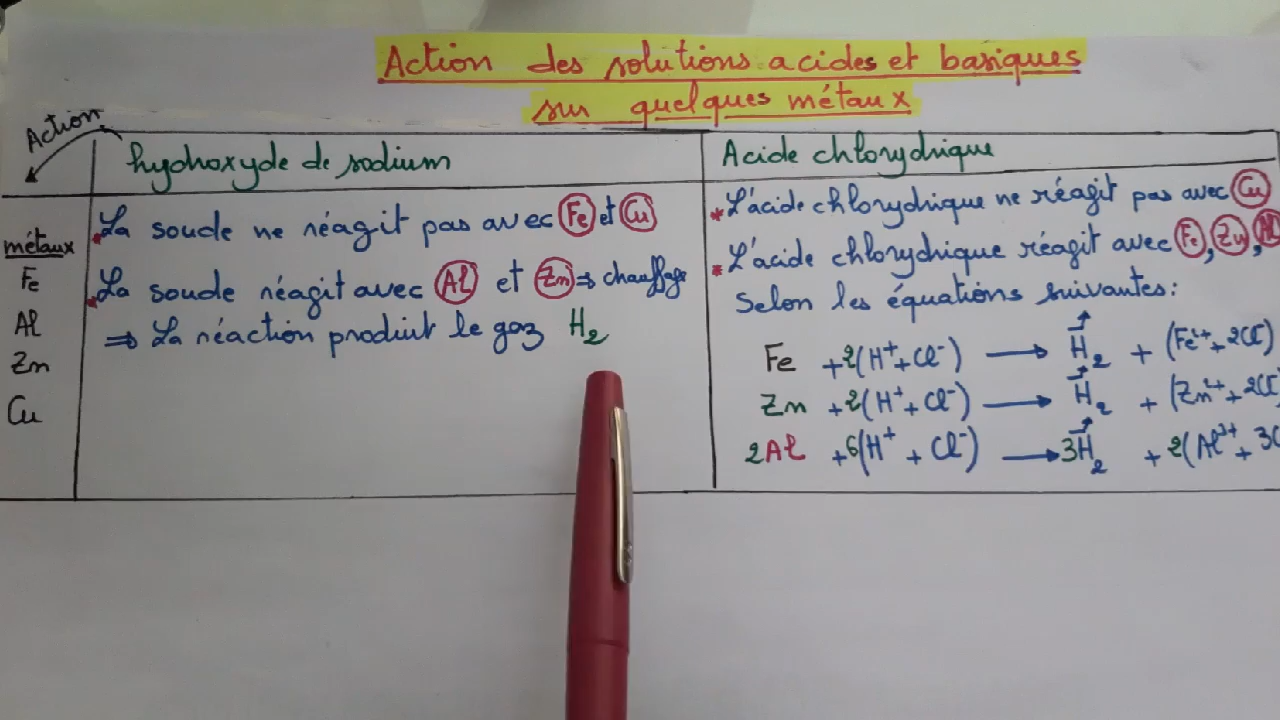 Action des solutions acides et basiques
sur quelques métaux
Action
hydroxyde de sodium
Acide chlorydrique
métaux
Fe
Al
Zn
Cu
* La soude ne réagit pas avec Fe et Cu
* La soude réagit avec Al et Zn ⇒ chauffage
⇒ La réaction produit le gaz H₂
* L'acide chlorydrique ne réagit pas avec Cu
* L'acide chlorydrique réagit avec Fe, Zn, Al
Selon les équations suivantes:
Fe + 2(H⁺ + Cl⁻) → H₂ + (Fe²⁺ + 2Cl⁻)
Zn + 2(H⁺ + Cl⁻) → H₂ + (Zn²⁺ + 2Cl
2Al + 6(H⁺ + Cl⁻) → 3H₂ + 2(Al³⁺ + 3